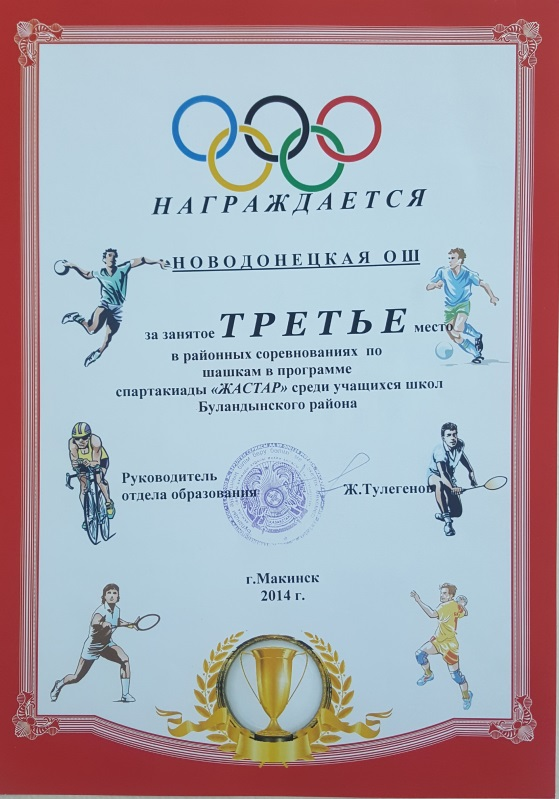 НАГРАЖДАЕТСЯ
НОВОДОНЕЦКАЯ ОШ
за занятое ТРЕТЬЕ место
в районных соревнованиях по
шашкам в программе
спартакиады «ЖАСТАР» среди учащихся школ
Буландынского района
Руководитель
отдела образования Ж.Тулегенов
г.Макинск
2014 г.